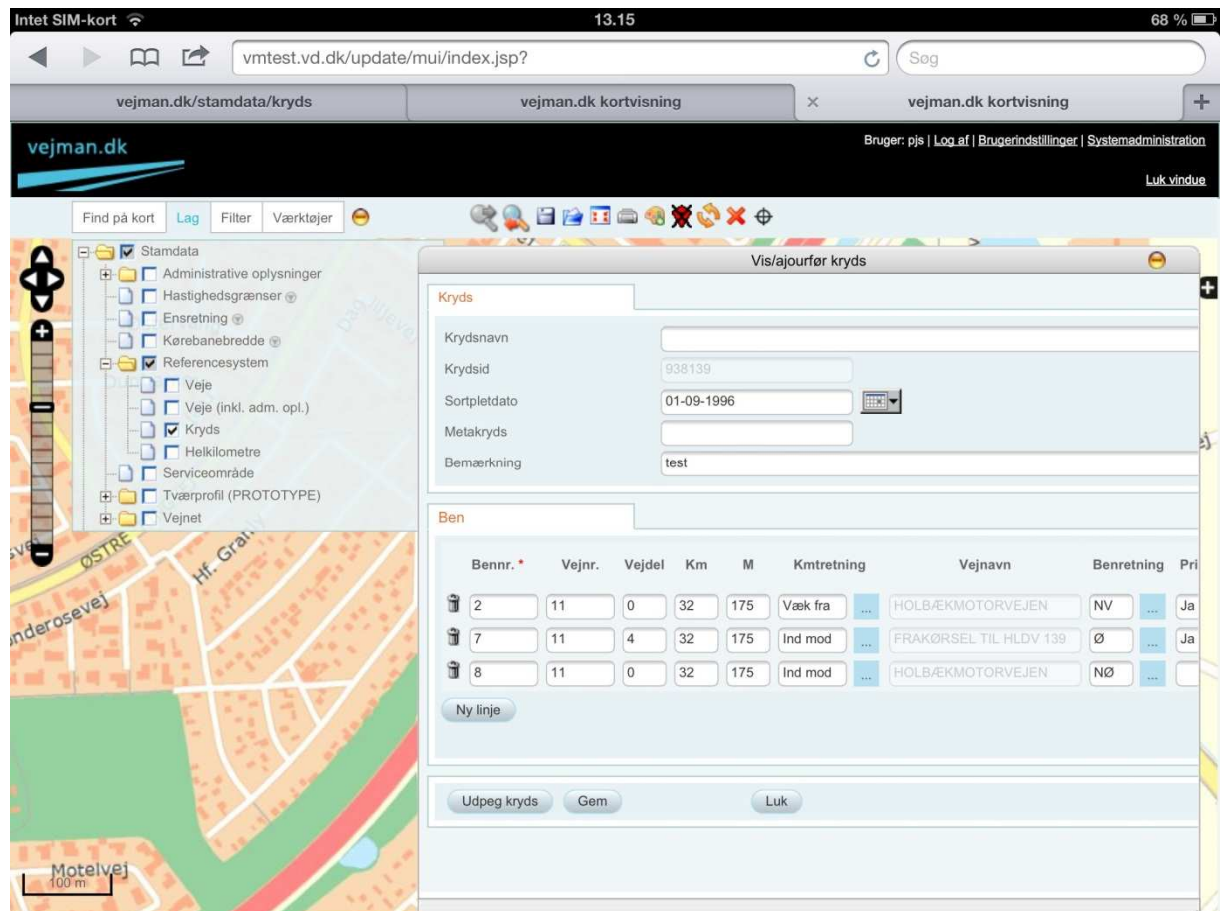 Intet SIM-kort 13.15 68 %
vmtest.vd.dk/update/mui/index.jsp? Søg
vejman.dk/stamdata/kryds vejman.dk kortvisning vejman.dk kortvisning
vejman.dk
Bruger: pjs | Log af | Brugerindstillinger | Systemadministration
Luk vindue
Find på kort Lag Filter Værktøjer
Stamdata
Administrative oplysninger
Hastighedsgrænser
Ensretning
Kørebanebredde
Referencesystem
Veje
Veje (inkl. adm. opl.)
Kryds
Helkilometre
Serviceområde
Tværprofil (PROTOTYPE)
Vejnet
Vis/ajourfør kryds
Kryds
Krydsnavn
Krydsid 938139
Sortpletdato 01-09-1996
Metakryds
Bemærkning test
Ben
Bennr. * Vejnr. Vejdel Km M Kmtretning Vejnavn Benretning Pri
2 11 0 32 175 Væk fra ... HOLBÆKMOTORVEJEN NV ... Ja
7 11 4 32 175 Ind mod ... FRAKØRSEL TIL HLDV 139 Ø ... Ja
8 11 0 32 175 Ind mod ... HOLBÆKMOTORVEJEN NØ ...
Ny linje
Udpeg kryds Gem Luk
ØSTRE
Hf. Granly
nderosevej
Motelvej
100 m